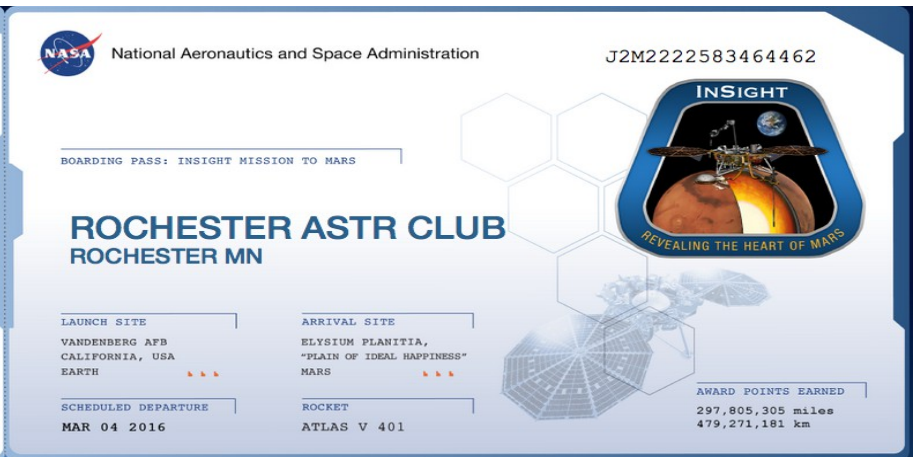 NASA
National Aeronautics and Space Administration
J2M2222583464462
INSIGHT
REVEALING THE HEART OF MARS
BOARDING PASS: INSIGHT MISSION TO MARS
ROCHESTER ASTR CLUB
ROCHESTER MN
LAUNCH SITE
VANDENBERG AFB
CALIFORNIA, USA
EARTH
ARRIVAL SITE
ELYSIUM PLANITIA,
"PLAIN OF IDEAL HAPPINESS"
MARS
SCHEDULED DEPARTURE
MAR 04 2016
ROCKET
ATLAS V 401
AWARD POINTS EARNED
297,805,305 miles
479,271,181 km